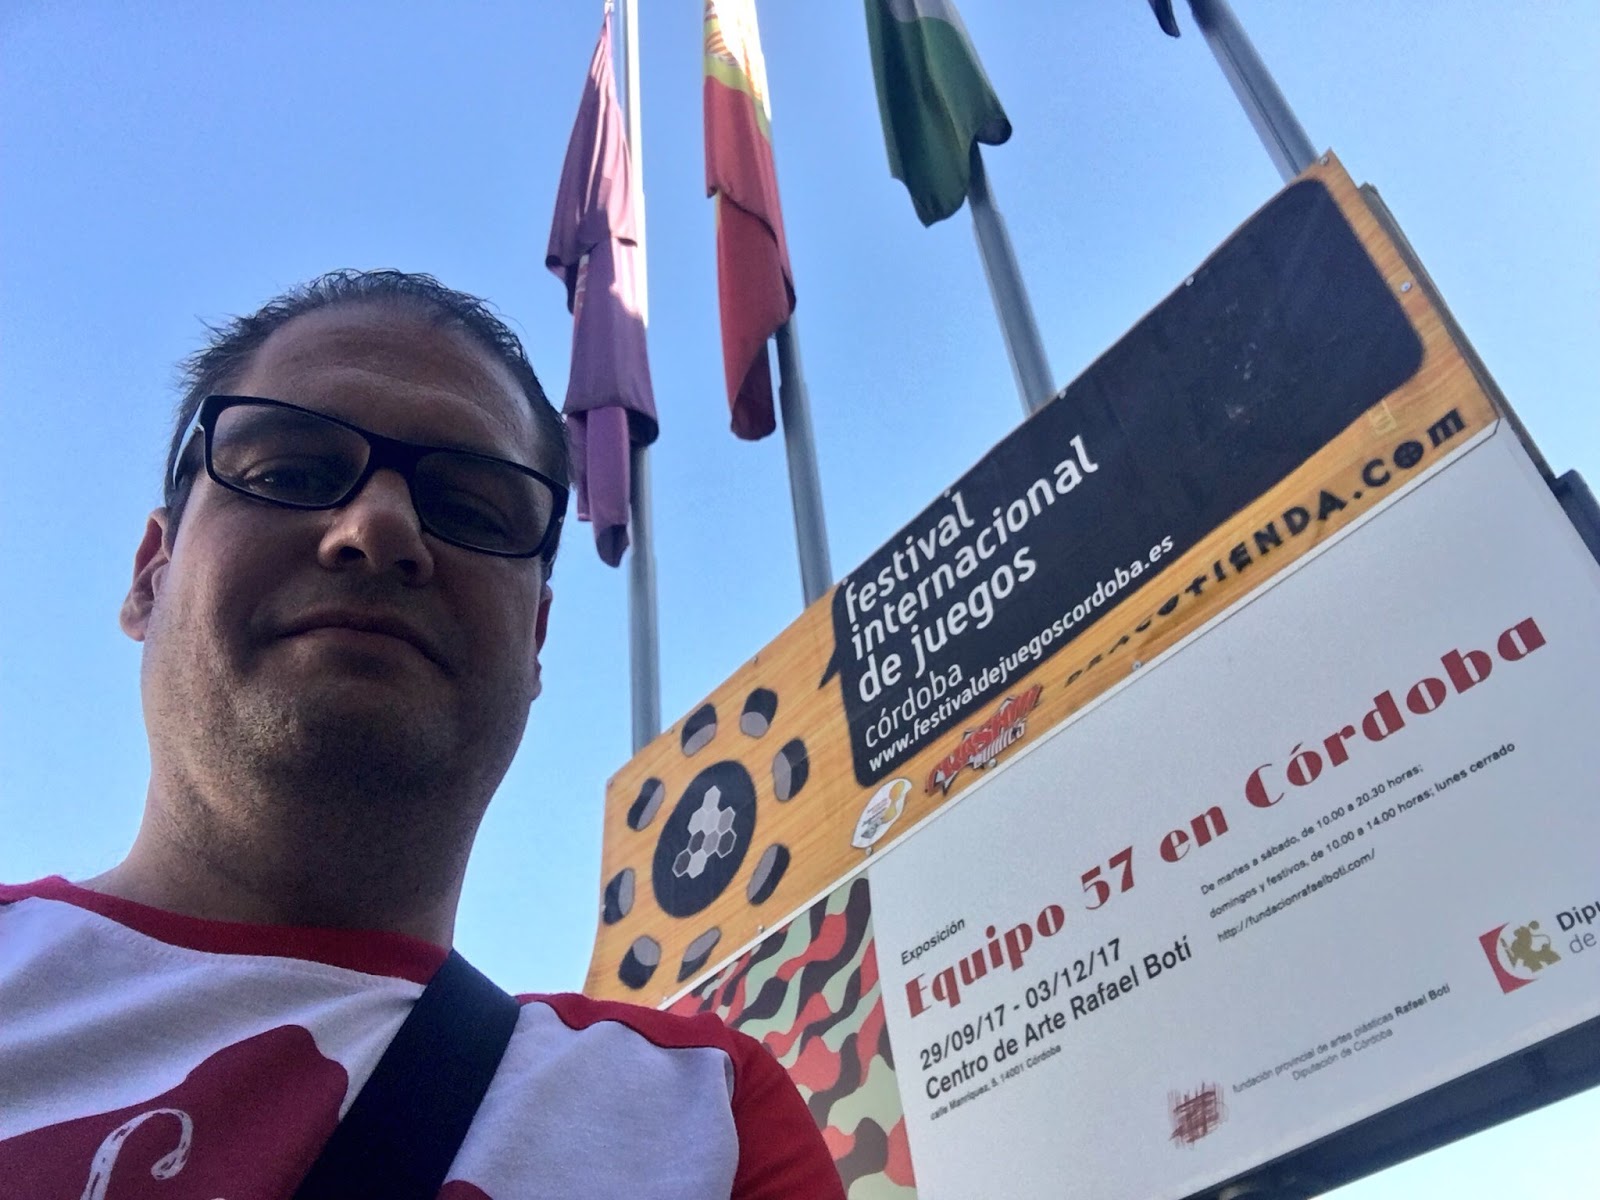 festival
internacional
de juegos
córdoba
www.festivaldejuegoscordoba.es
DRACOTIENDA.COM
Exposición
Equipo 57 en Córdoba
29/09/17 - 03/12/17
Centro de Arte Rafael Botí
calle Manríquez, 5. 14001 Córdoba
De martes a sábado, de 10.00 a 20.30 horas;
domingos y festivos, de 10.00 a 14.00 horas; lunes cerrado
http://fundacionrafaelboti.com/
fundación provincial de artes plásticas Rafael Botí
Diputación de Córdoba
Dipu
de